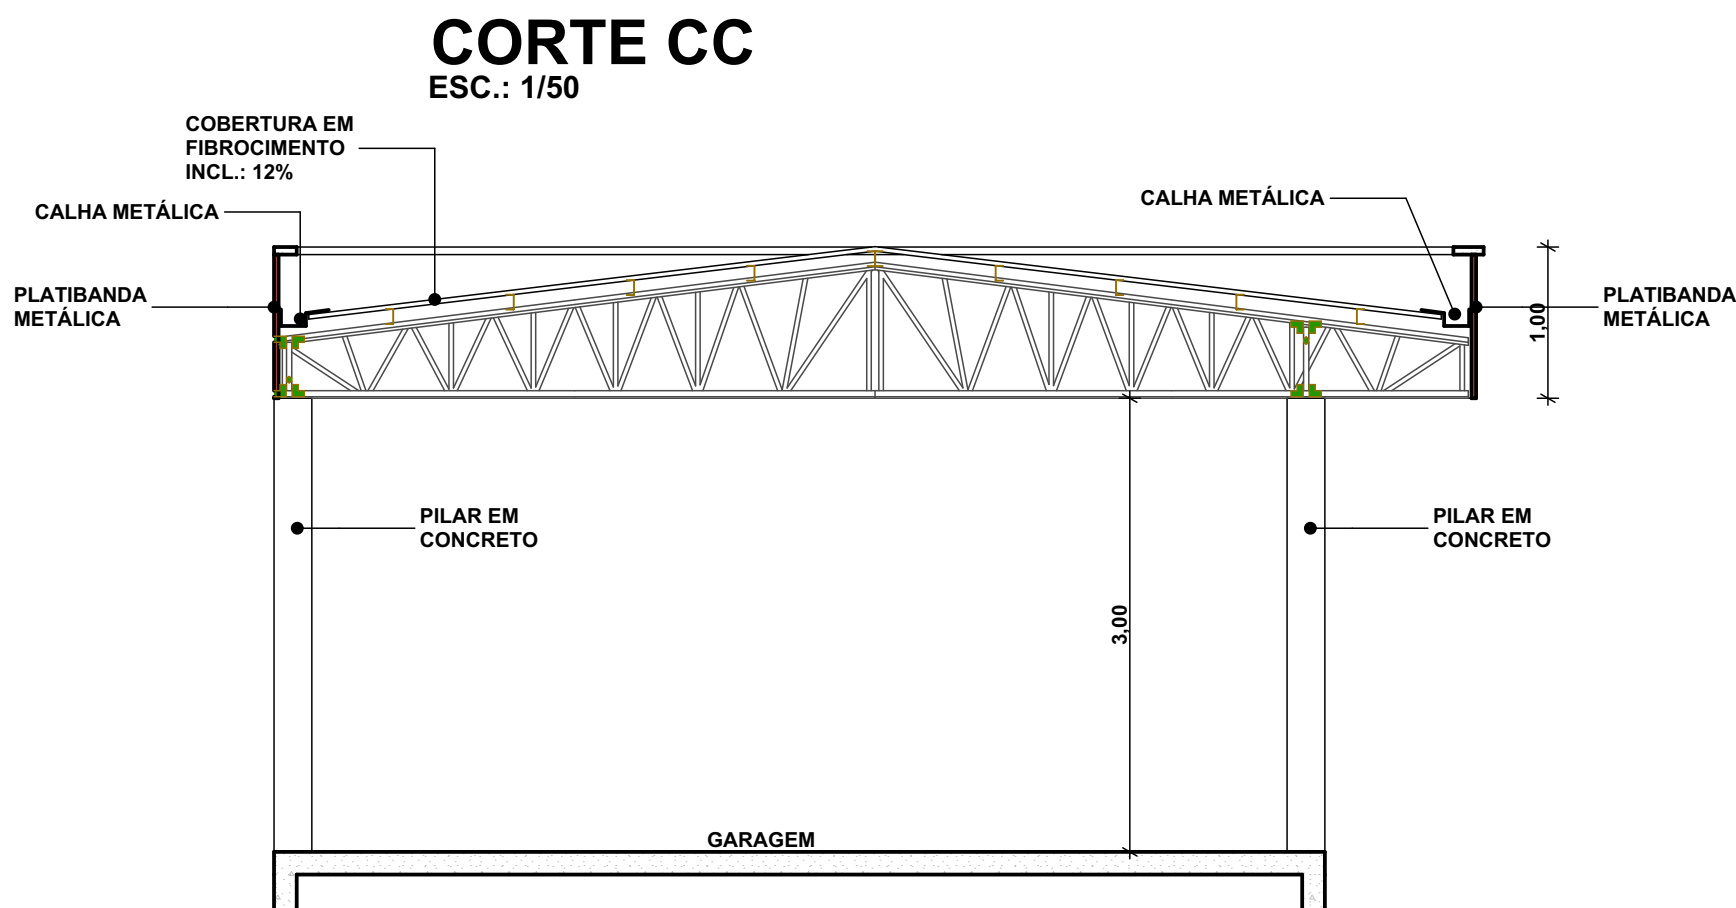 CORTE CC
ESC.: 1/50
COBERTURA EM
FIBROCIMENTO
INCL.: 12%
CALHA METÁLICA
CALHA METÁLICA
PLATIBANDA
METÁLICA
PLATIBANDA
METÁLICA
1,00
PILAR EM
CONCRETO
PILAR EM
CONCRETO
3,00
GARAGEM